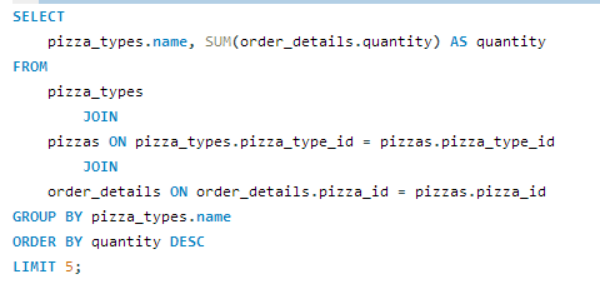 SELECT
pizza_types.name, SUM(order_details.quantity) AS quantity
FROM
pizza_types
JOIN
pizzas ON pizza_types.pizza_type_id = pizzas.pizza_type_id
JOIN
order_details ON order_details.pizza_id = pizzas.pizza_id
GROUP BY pizza_types.name
ORDER BY quantity DESC
LIMIT 5;